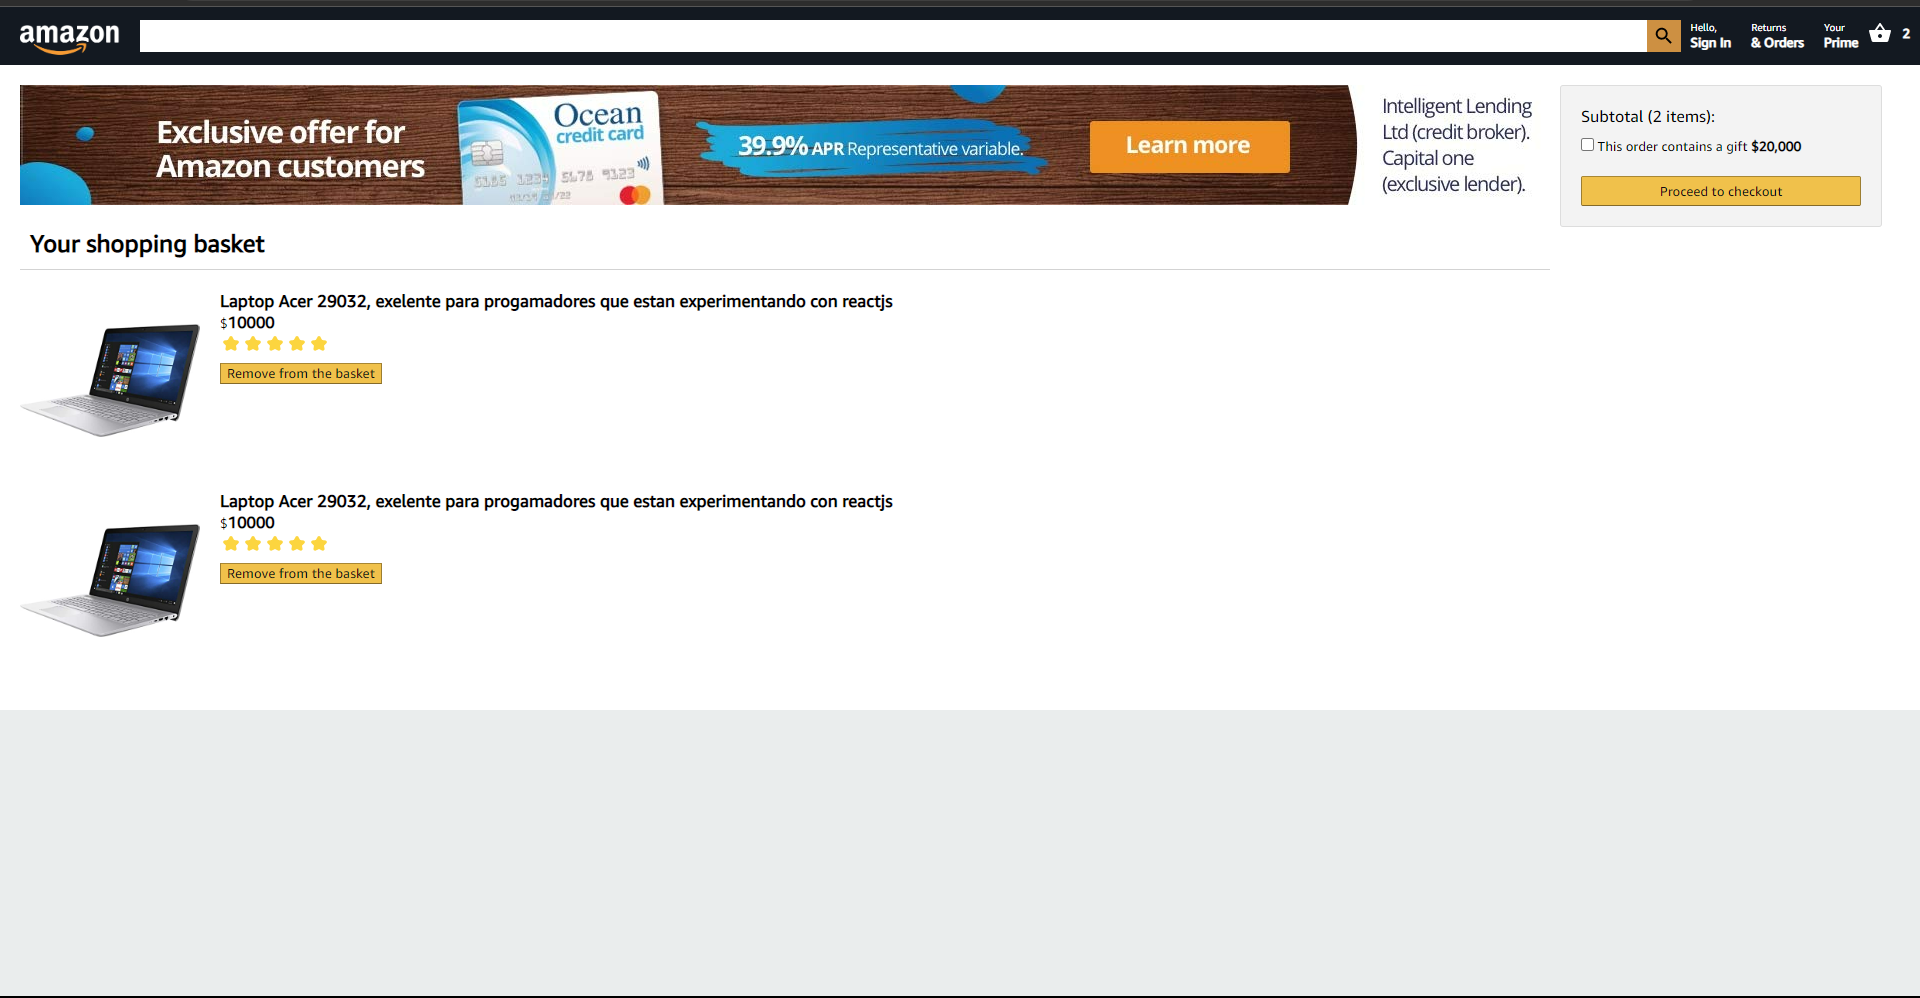 amazon
Hello,
Sign In
Returns
& Orders
Your
Prime
2
Exclusive offer for
Amazon customers
Ocean
credit card
5165 1234 5678 9123
39.9% APR Representative variable.
Learn more
Intelligent Lending
Ltd (credit broker).
Capital one
(exclusive lender).
Subtotal (2 items):
This order contains a gift $20,000
Proceed to checkout
Your shopping basket
Laptop Acer 29032, exelente para progamadores que estan experimentando con reactjs
$10000
Remove from the basket
Laptop Acer 29032, exelente para progamadores que estan experimentando con reactjs
$10000
Remove from the basket